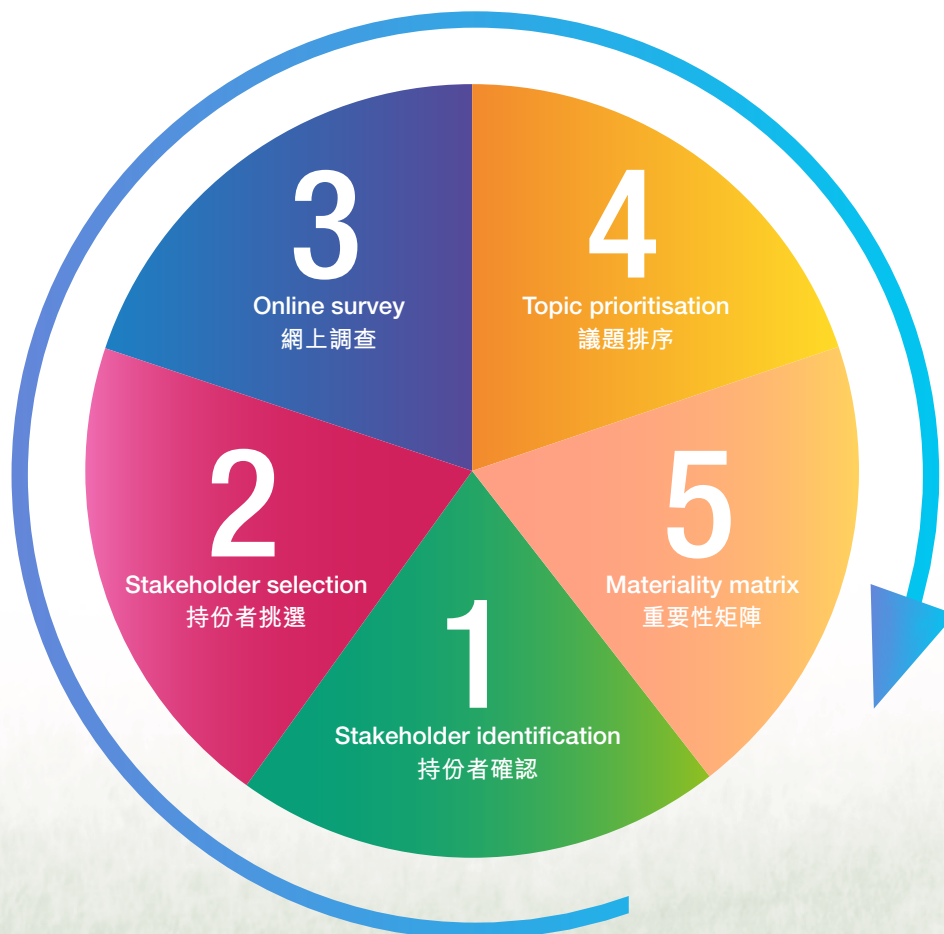 3
Online survey
網上調查
4
Topic prioritisation
議題排序
2
Stakeholder selection
持份者挑選
5
Materiality matrix
重要性矩陣
1
Stakeholder identification
持份者確認